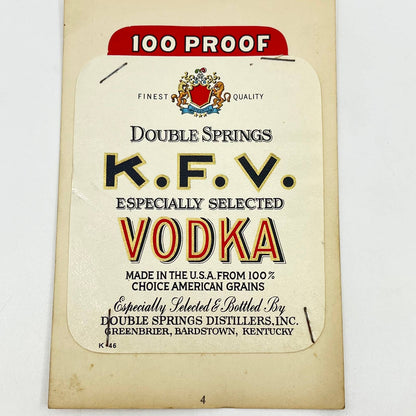 100 PROOF
FINEST QUALITY
DOUBLE SPRINGS
K.F.V.
ESPECIALLY SELECTED
VODKA
MADE IN THE U.S.A. FROM 100%
CHOICE AMERICAN GRAINS
Especially Selected & Bottled By
DOUBLE SPRINGS DISTILLERS, INC.
GREENBRIER, BARDSTOWN, KENTUCKY
K-46
4